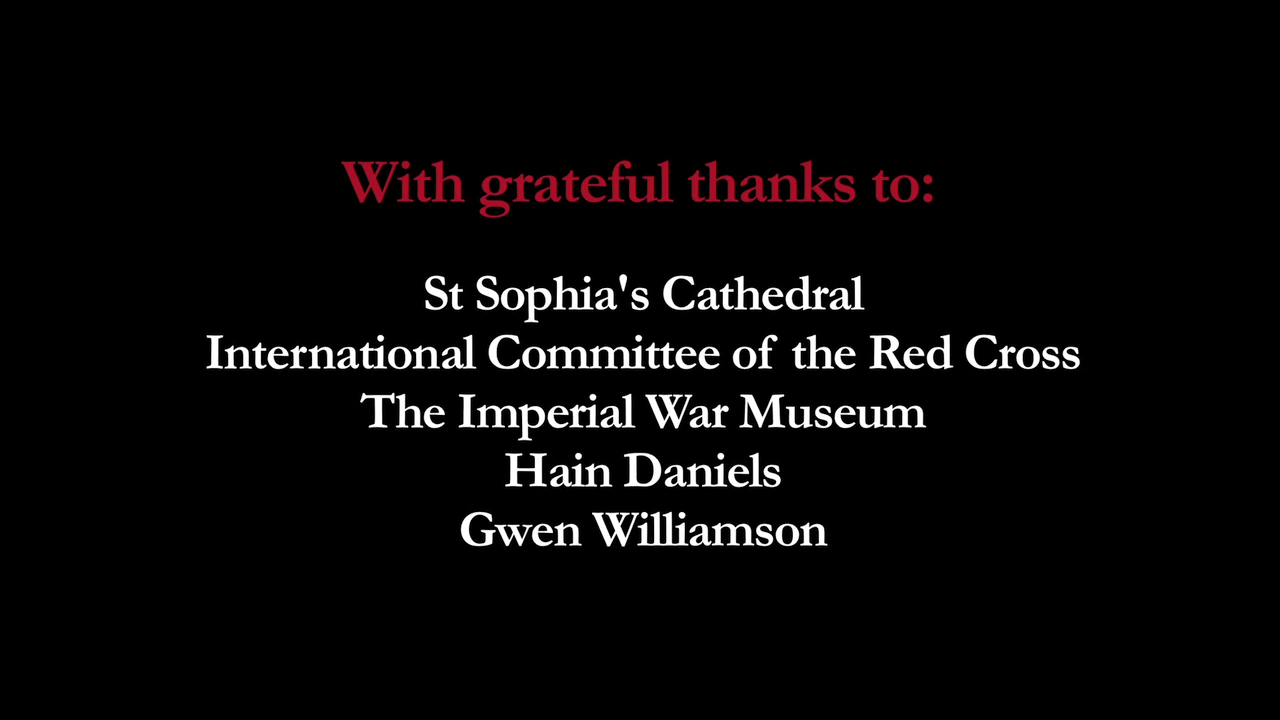 With grateful thanks to:
St Sophia's Cathedral
International Committee of the Red Cross
The Imperial War Museum
Hain Daniels
Gwen Williamson